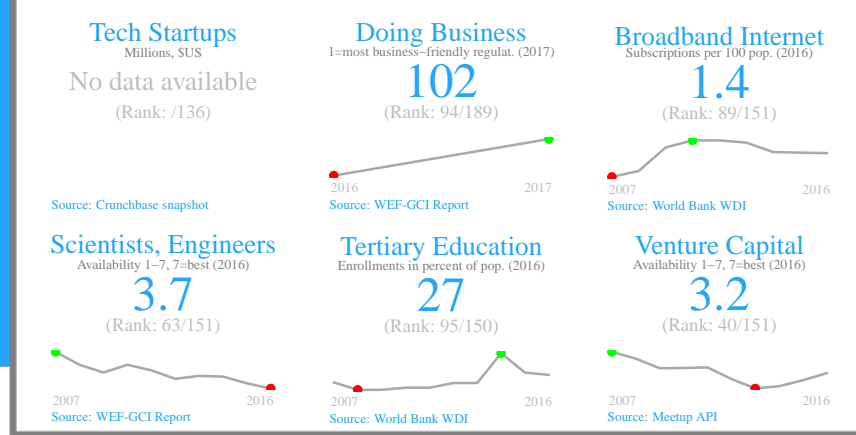 Tech Startups
Millions, $US
No data available
(Rank: /136)
Source: Crunchbase snapshot
Doing Business
1=most business−friendly regulat. (2017)
102
(Rank: 94/189)
2016 2017
Source: WEF-GCI Report
Broadband Internet
Subscriptions per 100 pop. (2016)
1.4
(Rank: 89/151)
2007 2016
Source: World Bank WDI
Scientists, Engineers
Availability 1−7, 7=best (2016)
3.7
(Rank: 63/151)
2007 2016
Source: WEF-GCI Report
Tertiary Education
Enrollments in percent of pop. (2016)
27
(Rank: 95/150)
2007 2016
Source: World Bank WDI
Venture Capital
Availability 1−7, 7=best (2016)
3.2
(Rank: 40/151)
2007 2016
Source: Meetup API